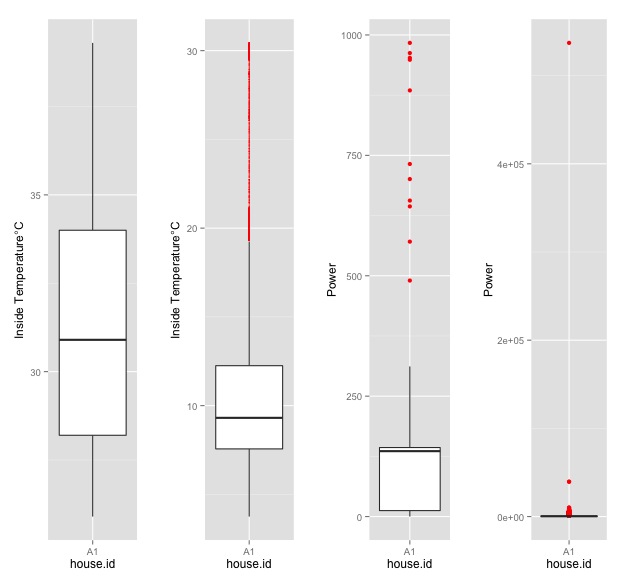 Inside Temperature°C
35
30
A1
house.id
Inside Temperature°C
30
20
10
A1
house.id
Power
1000
750
500
250
0
A1
house.id
Power
4e+05
2e+05
0e+00
A1
house.id